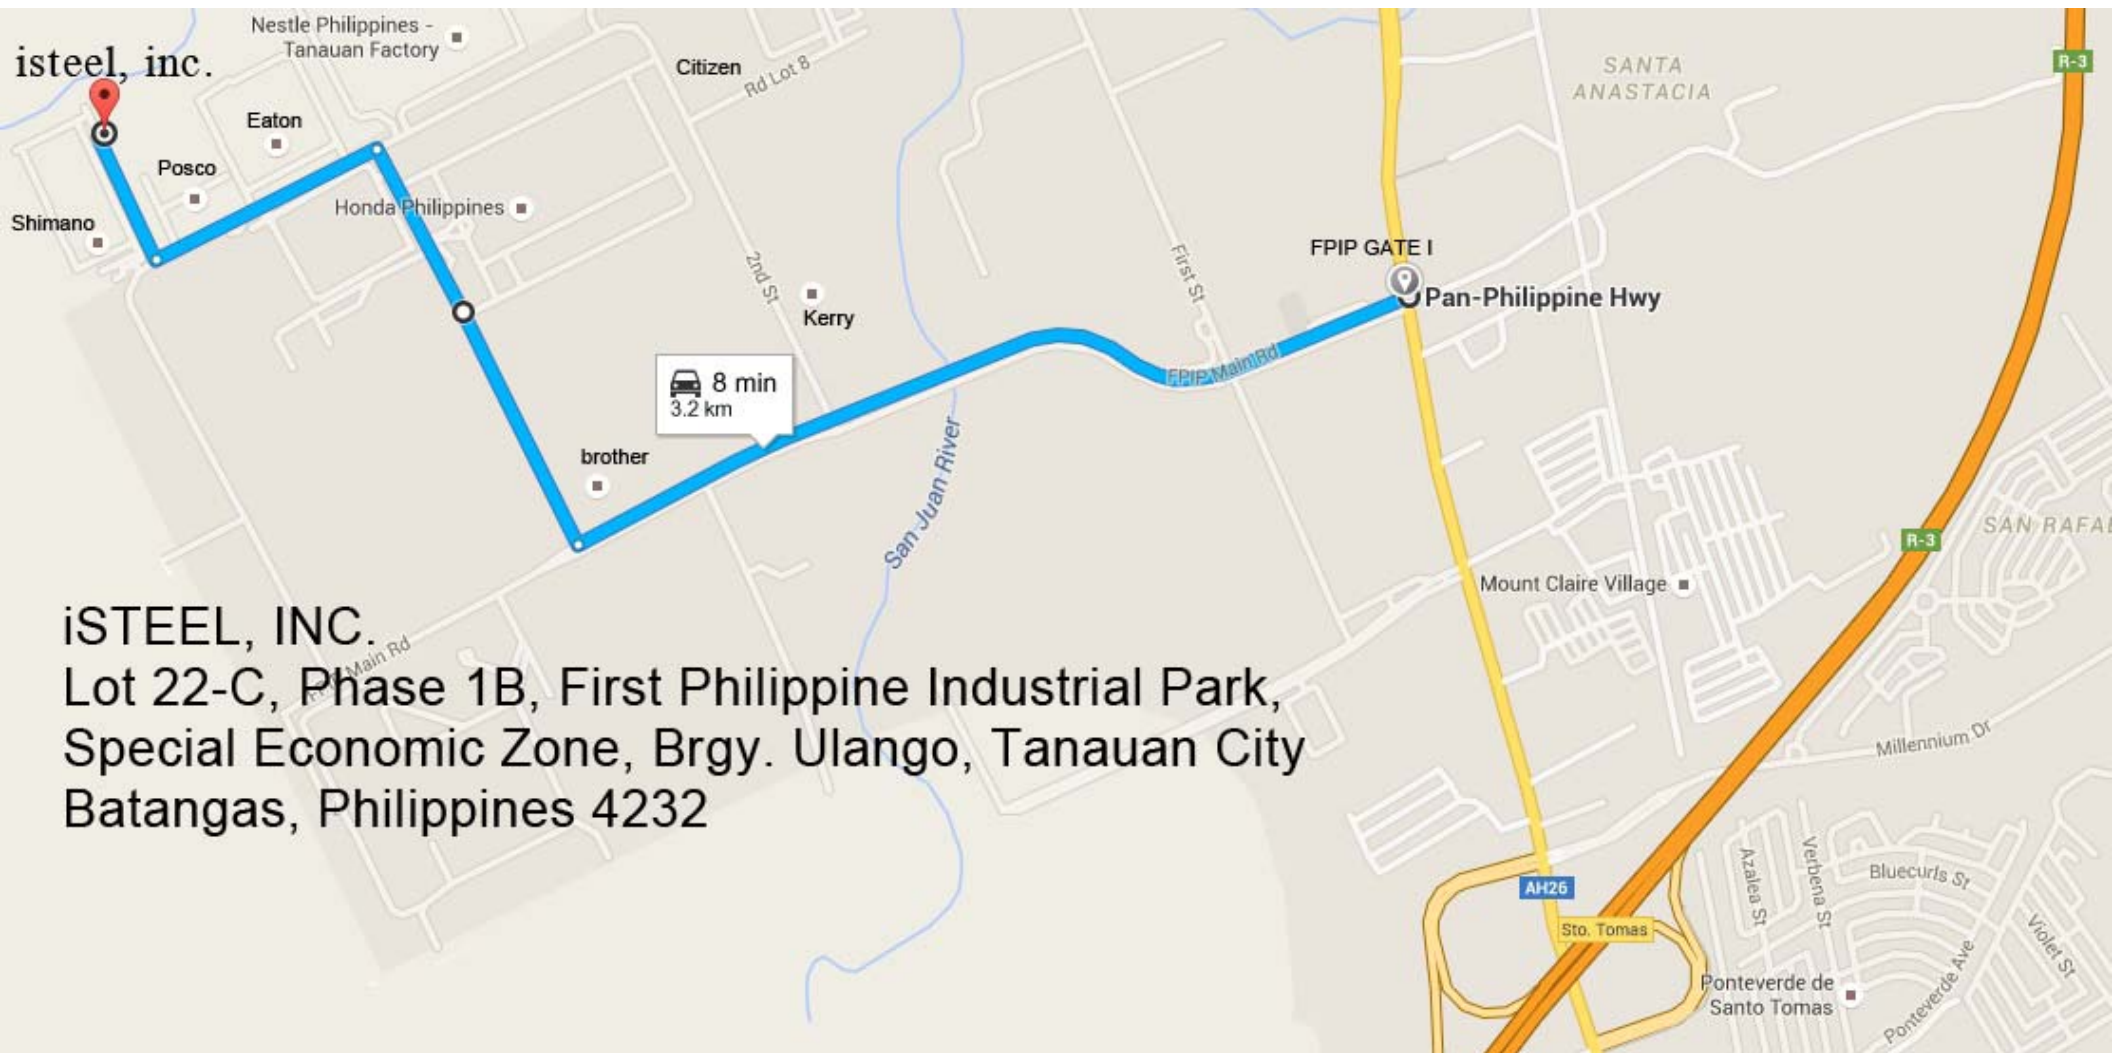 Nestle Philippines -
Tanauan Factory
isteel, inc.
Citizen
Rd Lot 8
SANTA
ANASTACIA
R-3
Eaton
Posco
Honda Philippines
Shimano
2nd St
First St
FPIP GATE I
Pan-Philippine Hwy
Kerry
FPIP Main Rd
8 min
3.2 km
brother
San Juan River
R-3
SAN RAFAE
Mount Claire Village
iSTEEL, INC.
Main Rd
Lot 22-C, Phase 1B, First Philippine Industrial Park,
Special Economic Zone, Brgy. Ulango, Tanauan City
Batangas, Philippines 4232
Millennium Dr
AH26
Sto. Tomas
Azalea St
Verbena St
Bluecurls St
Violet St
Ponteverde Ave
Ponteverde de
Santo Tomas